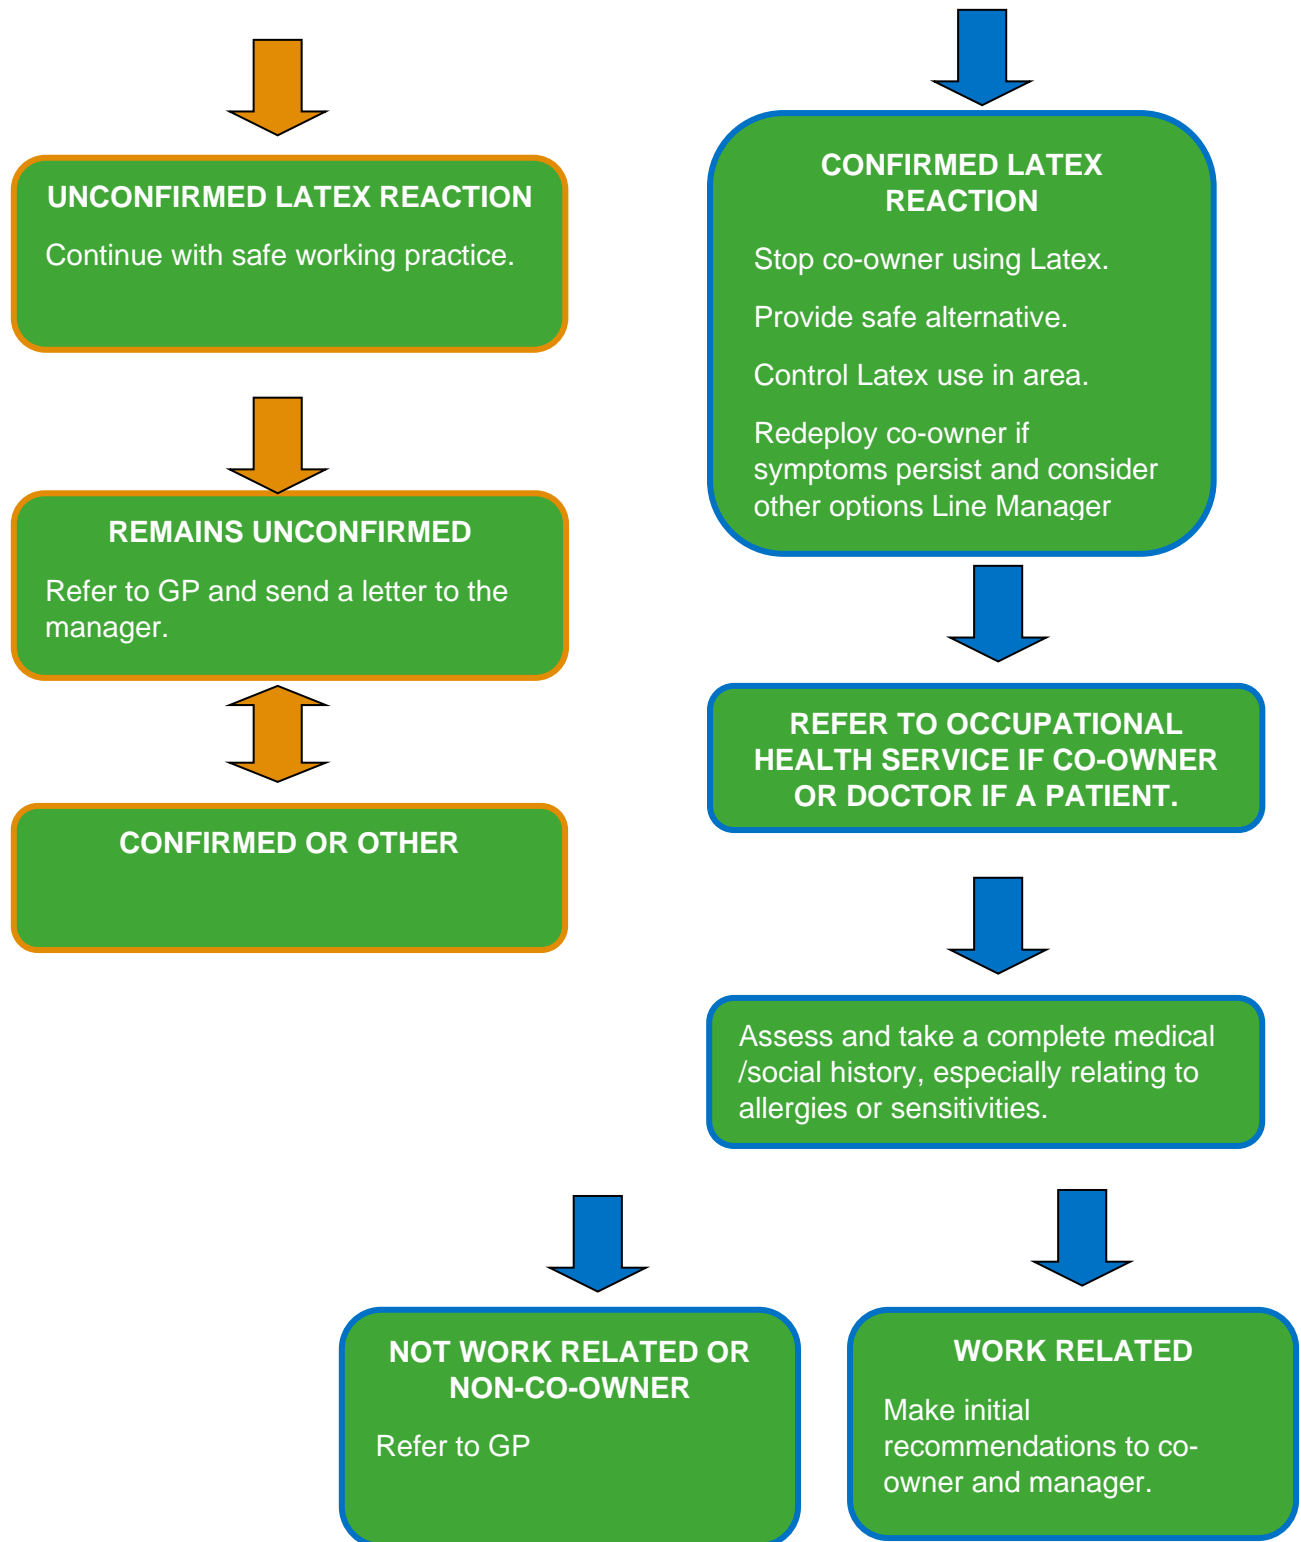 UNCONFIRMED LATEX REACTION
Continue with safe working practice.
REMAINS UNCONFIRMED
Refer to GP and send a letter to the
manager.
CONFIRMED OR OTHER
CONFIRMED LATEX
REACTION
Stop co-owner using Latex.
Provide safe alternative.
Control Latex use in area.
Redeploy co-owner if
symptoms persist and consider
other options Line Manager
REFER TO OCCUPATIONAL
HEALTH SERVICE IF CO-OWNER
OR DOCTOR IF A PATIENT.
Assess and take a complete medical
/social history, especially relating to
allergies or sensitivities.
NOT WORK RELATED OR
NON-CO-OWNER
Refer to GP
WORK RELATED
Make initial
recommendations to co-
owner and manager.